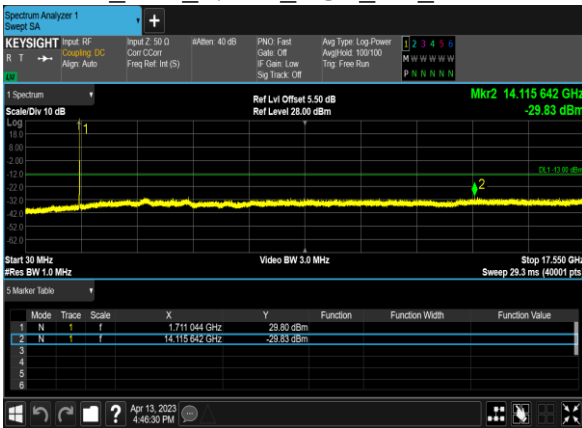 Spectrum Analyzer 1
Swept SA
KEYSIGHT
R T
LV
Input: RF
Coupling: DC
Align: Auto
Input Z: 50 Ω
Corr CCorr
Freq Ref: Int (S)
#Atten: 40 dB
PNO: Fast
Gate: Off
IF Gain: Low
Sig Track: Off
Avg Type: Log-Power
Avg|Hold: 100/100
Trig: Free Run
1 2 3 4 5 6
M W W W W W
P N N N N N
1 Spectrum
Scale/Div 10 dB
Ref Lvl Offset 5.50 dB
Ref Level 28.00 dBm
Mkr2 14.115 642 GHz
-29.83 dBm
Log
18.0
8.00
-2.00
-12.0
-22.0
-32.0
-42.0
-52.0
-62.0
1
2
DL1 -13.00 dBm
Start 30 MHz
#Res BW 1.0 MHz
Video BW 3.0 MHz
Stop 17.550 GHz
Sweep 29.3 ms (40001 pts
5 Marker Table
Mode Trace Scale X Y Function Function Width Function Value
1 N 1 f 1.711 044 GHz 29.80 dBm
2 N 1 f 14.115 642 GHz -29.83 dBm
3
4
5
6
?
Apr 13, 2023
4:46:30 PM